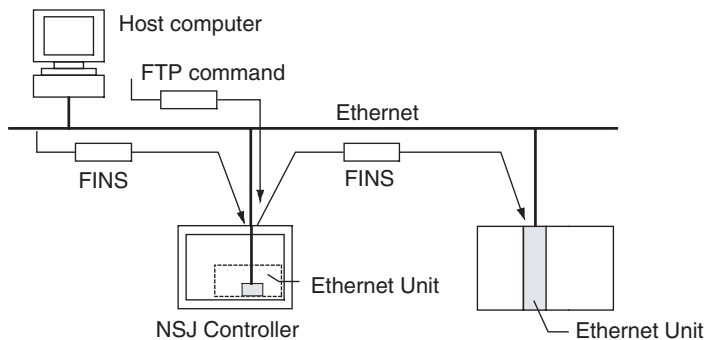 Host computer
FTP command
Ethernet
FINS
FINS
Ethernet Unit
NSJ Controller
Ethernet Unit